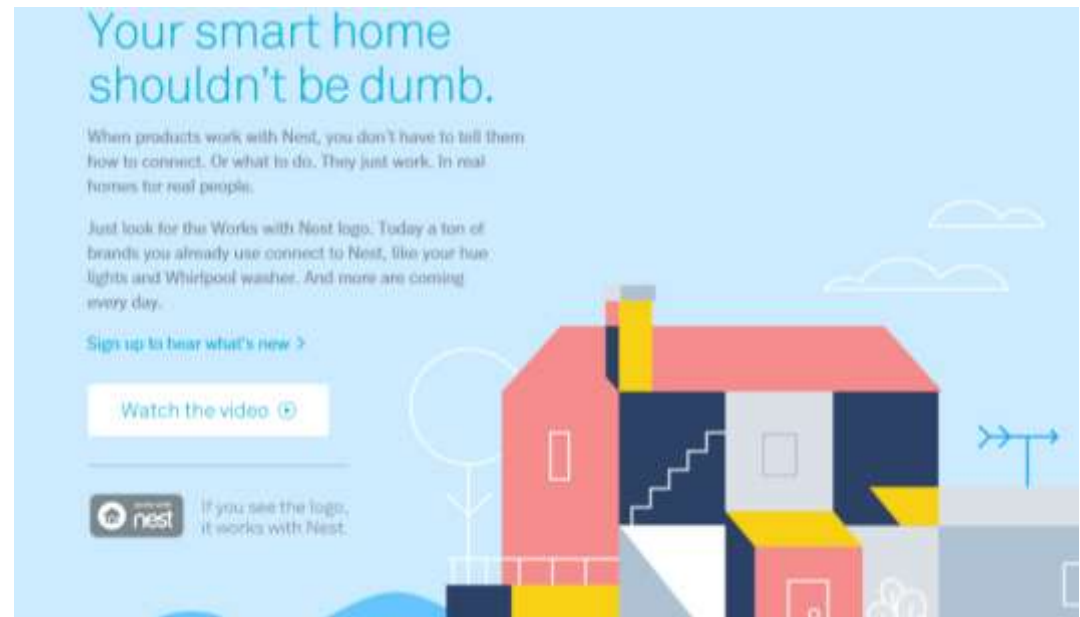 Your smart home
shouldn't be dumb.
When products work with Nest, you don't have to tell them
how to connect. Or what to do. They just work. In real
homes for real people.
Just look for the Works with Nest logo. Today a ton of
brands you already use connect to Nest, like your hue
lights and Whirlpool washer. And more are coming
every day.
Sign up to hear what's new >
Watch the video
nest
If you see the logo,
it works with Nest.